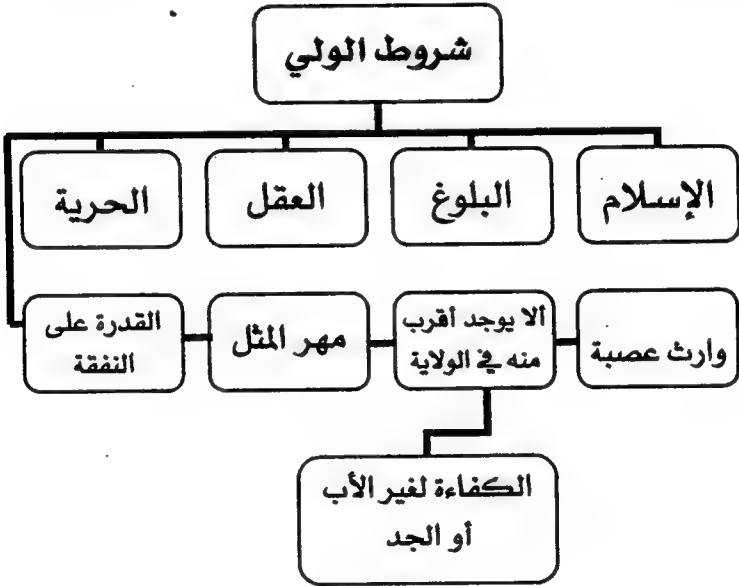 شروط الولي
الإسلام
البلوغ
العقل
الحرية
وارث عصبة
ألا يوجد أقرب
منه في الولاية
مهر المثل
القدرة على
النفقة
الكفاءة لغير الأب
أو الجد